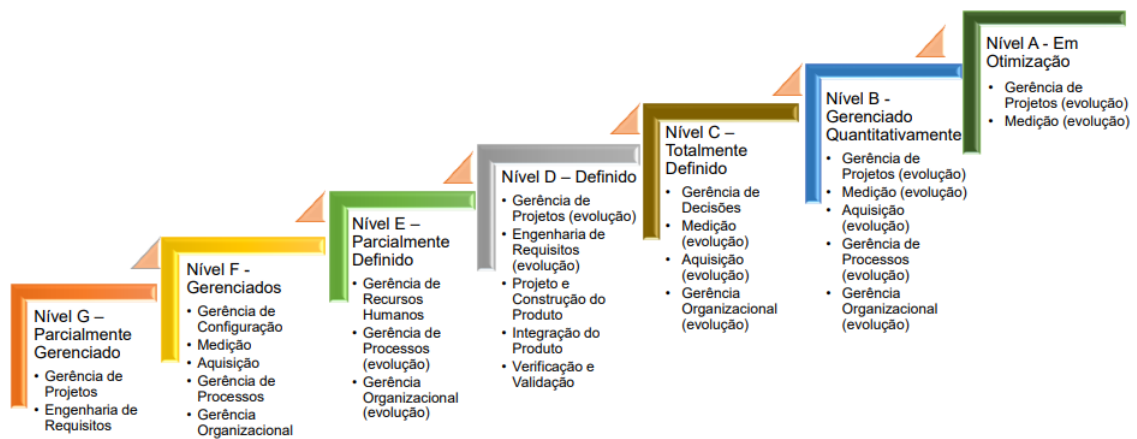 Nível G –
Parcialmente
Gerenciado
• Gerência de
Projetos
• Engenharia de
Requisitos
Nível F -
Gerenciados
• Gerência de
Configuração
• Medição
• Aquisição
• Gerência de
Processos
• Gerência
Organizacional
Nível E –
Parcialmente
Definido
• Gerência de
Recursos
Humanos
• Gerência de
Processos
(evolução)
• Gerência
Organizacional
(evolução)
Nível D – Definido
• Gerência de
Projetos (evolução)
• Engenharia de
Requisitos
(evolução)
• Projeto e
Construção do
Produto
• Integração do
Produto
• Verificação e
Validação
Nível C –
Totalmente
Definido
• Gerência de
Decisões
• Medição
(evolução)
• Aquisição
(evolução)
• Gerência
Organizacional
(evolução)
Nível B -
Gerenciado
Quantitativamente
• Gerência de
Projetos (evolução)
• Medição (evolução)
• Aquisição
(evolução)
• Gerência de
Processos
(evolução)
• Gerência
Organizacional
(evolução)
Nível A - Em
Otimização
• Gerência de
Projetos (evolução)
• Medição (evolução)